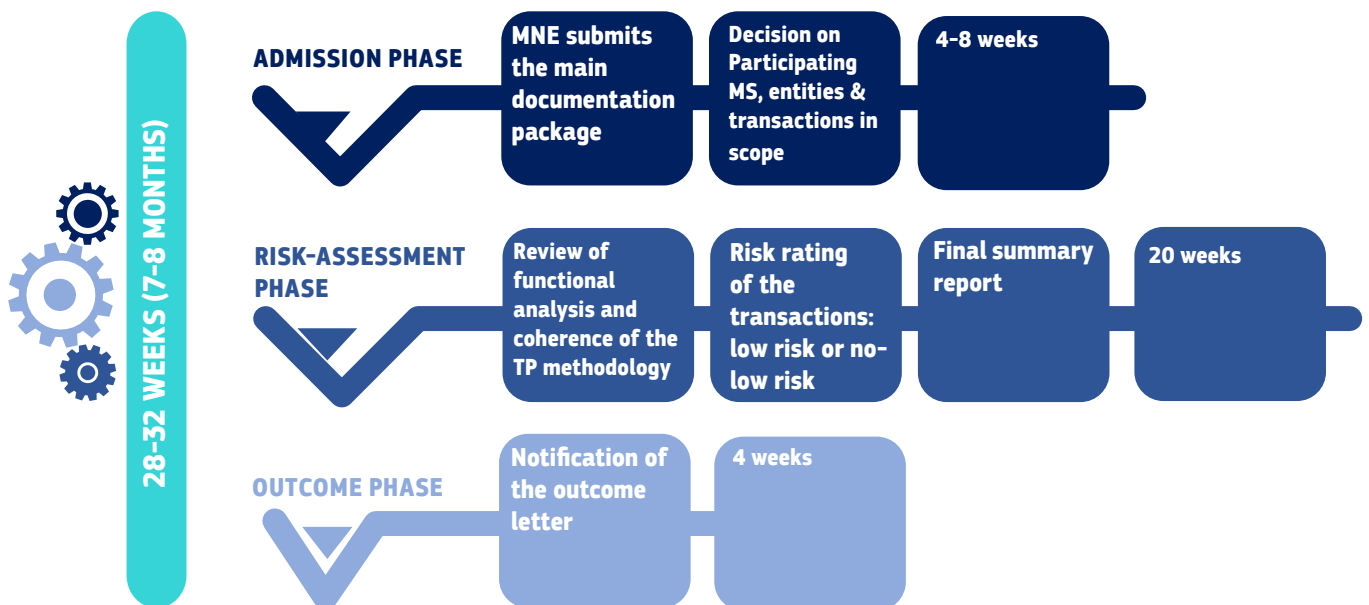 28-32 WEEKS (7-8 MONTHS)
ADMISSION PHASE
MNE submits
the main
documentation
package
Decision on
Participating
MS, entities &
transactions in
scope
4-8 weeks
RISK-ASSESSMENT
PHASE
Review of
functional
analysis and
coherence of the
TP methodology
Risk rating
of the
transactions:
low risk or no-
low risk
Final summary
report
20 weeks
OUTCOME PHASE
Notification of
the outcome
letter
4 weeks